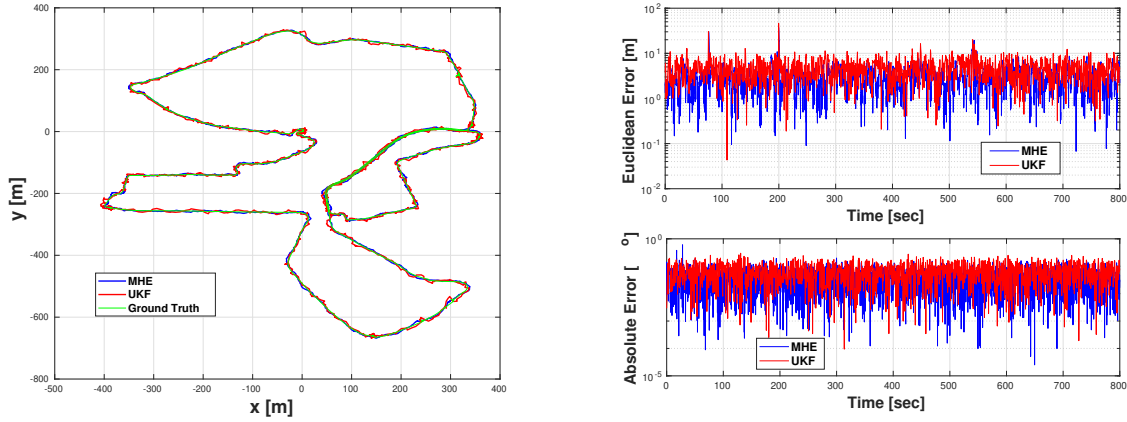 400
200
0
-200
-400
-600
-800
y [m]
-500 -400 -300 -200 -100 0 100 200 300 400
x [m]
MHE
UKF
Ground Truth
10^2
10^1
10^0
10^-1
10^-2
Euclidean Error [m]
0 100 200 300 400 500 600 700 800
Time [sec]
MHE
UKF
10^0
10^-5
Absolute Error [ °]
0 100 200 300 400 500 600 700 800
Time [sec]
MHE
UKF